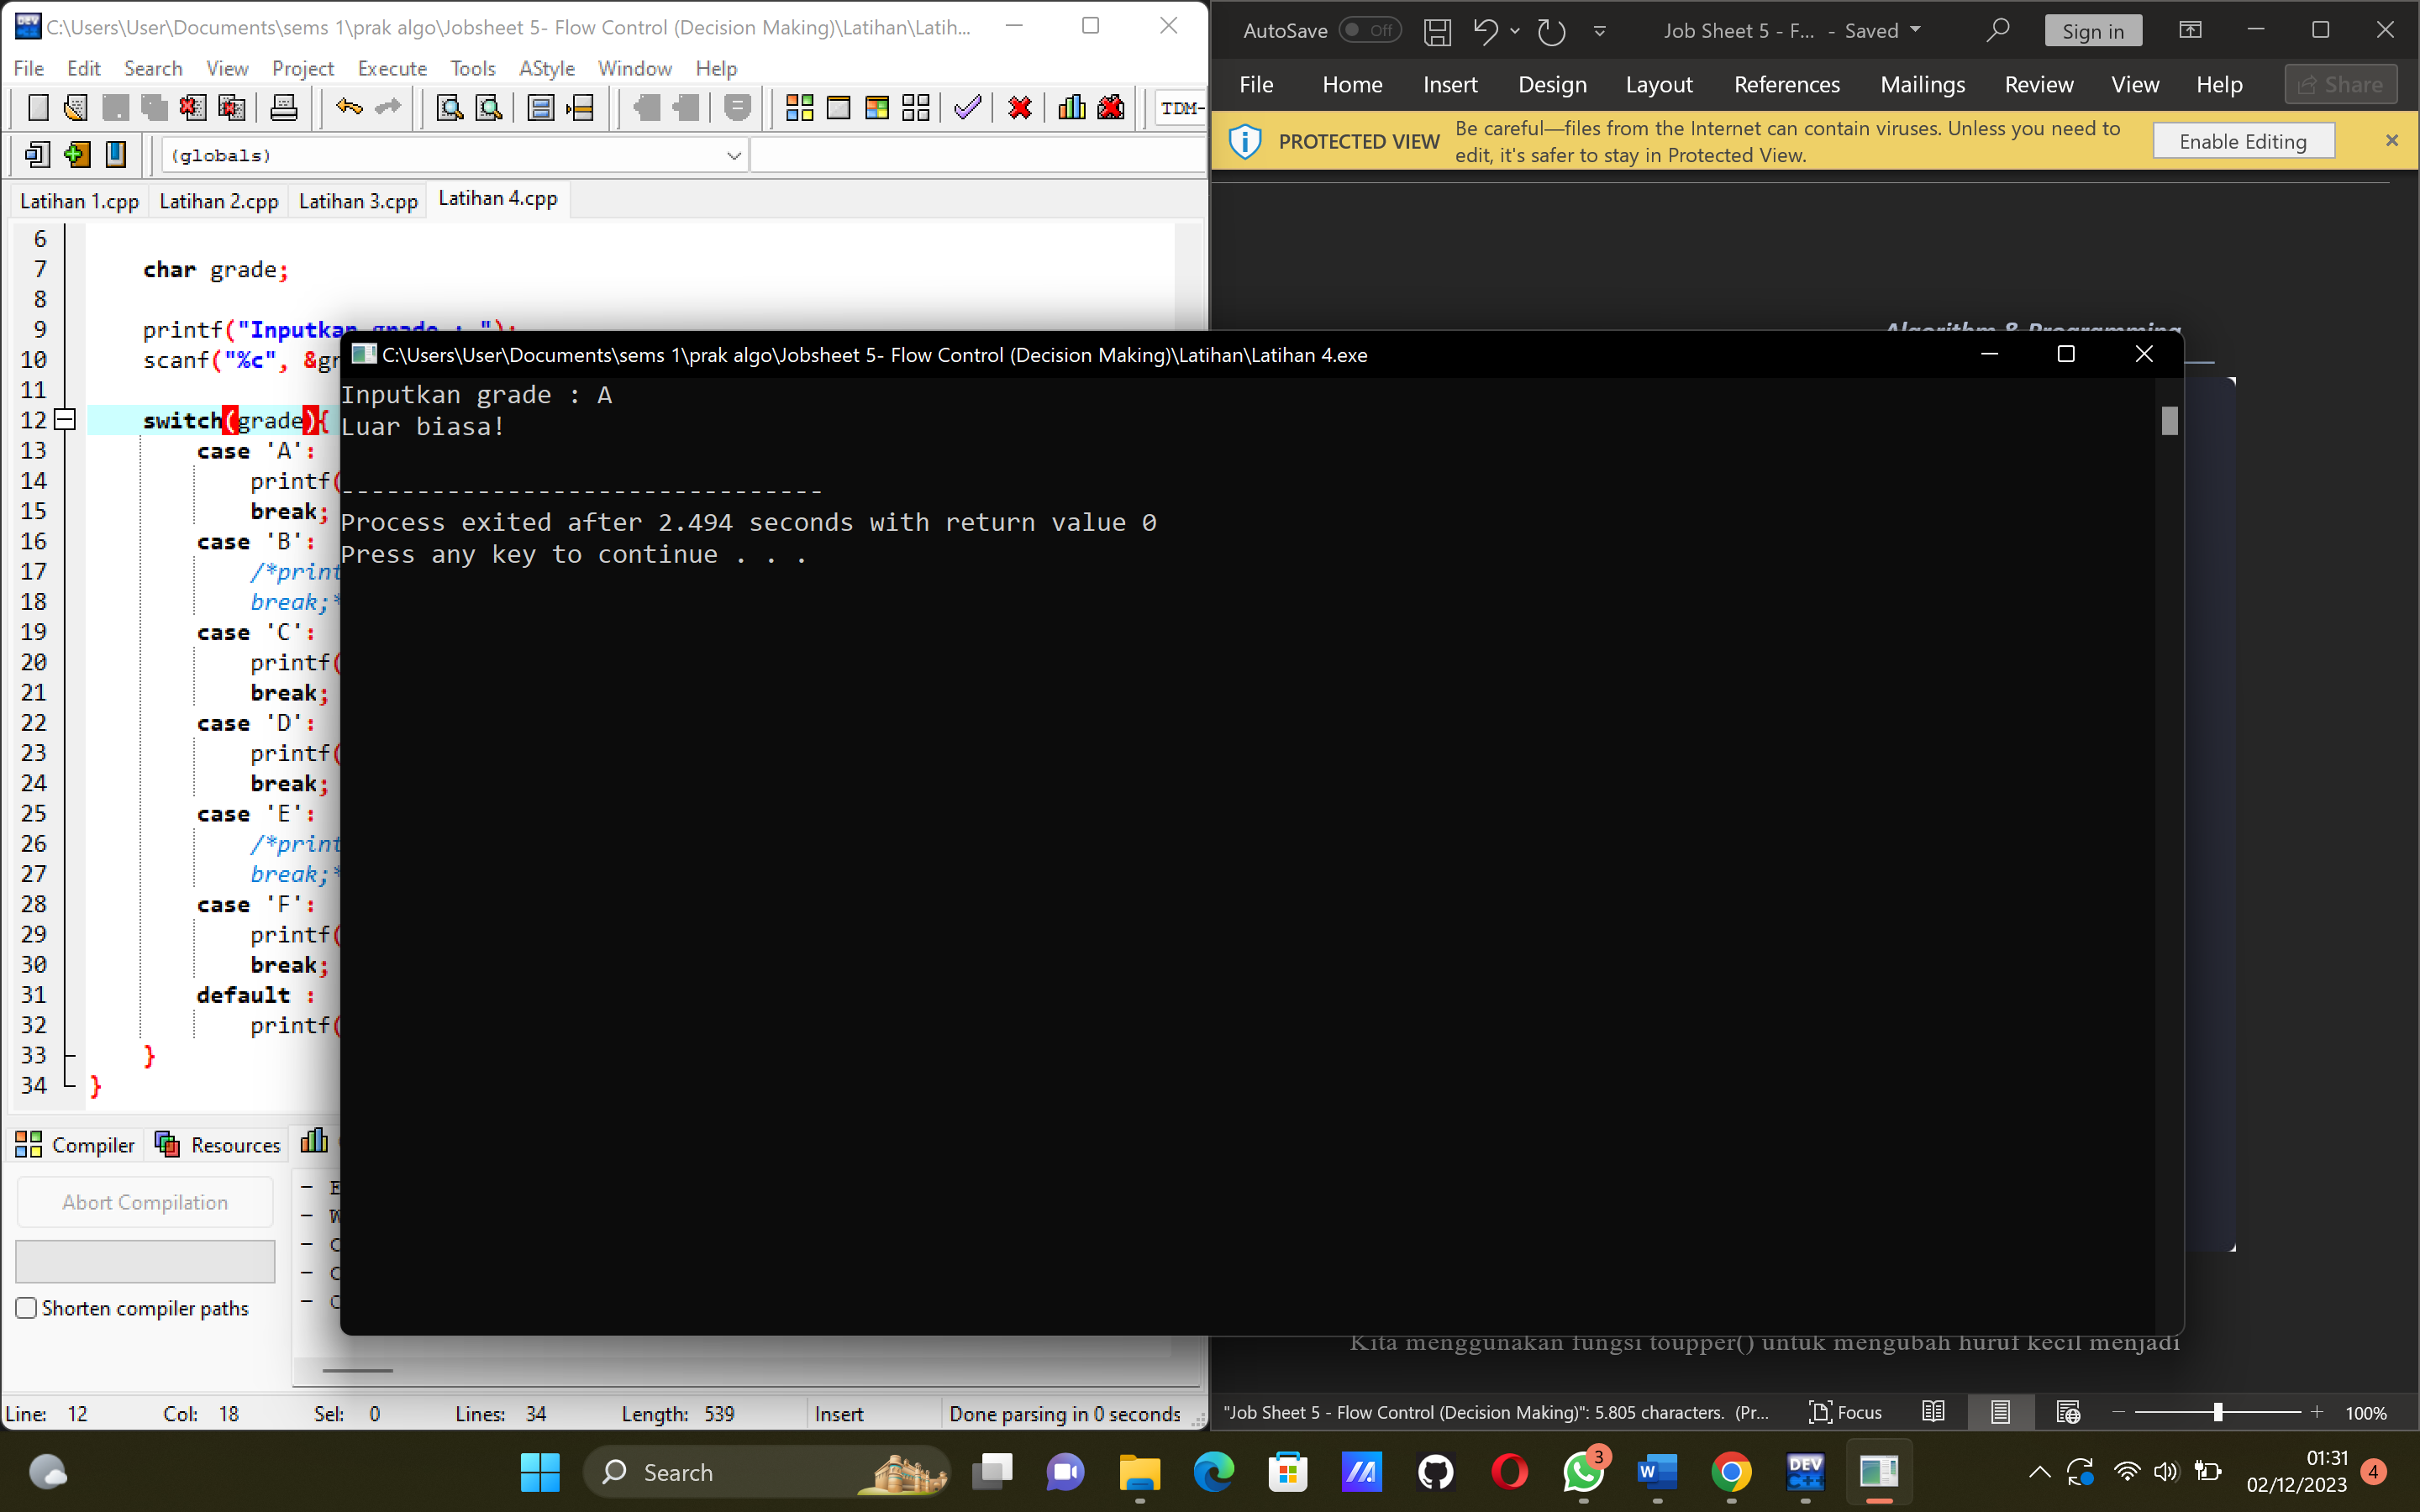 C:\Users\User\Documents\sems 1\prak algo\Jobsheet 5- Flow Control (Decision Making)\Latihan\Latih...
File Edit Search View Project Execute Tools AStyle Window Help
TDM-
(globals)
Latihan 1.cpp Latihan 2.cpp Latihan 3.cpp Latihan 4.cpp
6
7 char grade;
8
9 printf("Inputkan grade : ");
10 scanf("%c", &gr
11
12 switch(grade){
13 case 'A':
14 printf(
15 break;
16 case 'B':
17 /*print
18 break;*
19 case 'C':
20 printf(
21 break;
22 case 'D':
23 printf(
24 break;
25 case 'E':
26 /*print
27 break;*
28 case 'F':
29 printf(
30 break;
31 default :
32 printf(
33 }
34 }
Compiler Resources
Abort Compilation
Shorten compiler paths
Line: 12 Col: 18 Sel: 0 Lines: 34 Length: 539 Insert Done parsing in 0 seconds
C:\Users\User\Documents\sems 1\prak algo\Jobsheet 5- Flow Control (Decision Making)\Latihan\Latihan 4.exe
Inputkan grade : A
Luar biasa!
--------------------------------
Process exited after 2.494 seconds with return value 0
Press any key to continue . . .
AutoSave Off Job Sheet 5 - F... - Saved Sign in
File Home Insert Design Layout References Mailings Review View Help Share
PROTECTED VIEW Be careful—files from the Internet can contain viruses. Unless you need to
edit, it's safer to stay in Protected View. Enable Editing
Algorithm & Programming
Kita menggunakan fungsi toupper() untuk mengubah huruf kecil menjadi
"Job Sheet 5 - Flow Control (Decision Making)": 5.805 characters. (Pr... Focus 100%
Search
3
W
DEV C++
01:31
02/12/2023
4